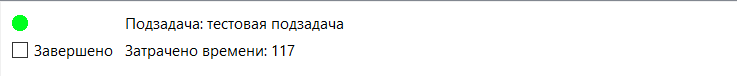 Подзадача: тестовая подзадача
Завершено Затрачено времени: 117